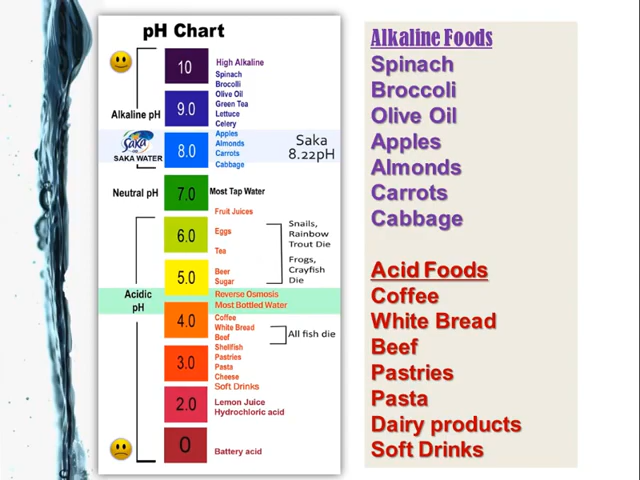 pH Chart
10
High Alkaline
Spinach
Brocolli
Olive Oil
Green Tea
Lettuce
Celery
Alkaline pH
9.0
Apples
Almonds
Carrots
Cabbage
saka
SAKA WATER
8.0
Saka
8.22pH
Neutral pH
7.0
Most Tap Water
Fruit Juices
6.0
Eggs
Tea
Snails,
Rainbow
Trout Die
Frogs,
Crayfish
Die
5.0
Beer
Sugar
Acidic
pH
Reverse Osmosis
Most Bottled Water
4.0
Coffee
White Bread
Beef
Shellfish
All fish die
3.0
Pastries
Pasta
Cheese
Soft Drinks
2.0
Lemon Juice
Hydrochloric acid
0
Battery acid
Alkaline Foods
Spinach
Broccoli
Olive Oil
Apples
Almonds
Carrots
Cabbage
Acid Foods
Coffee
White Bread
Beef
Pastries
Pasta
Dairy products
Soft Drinks